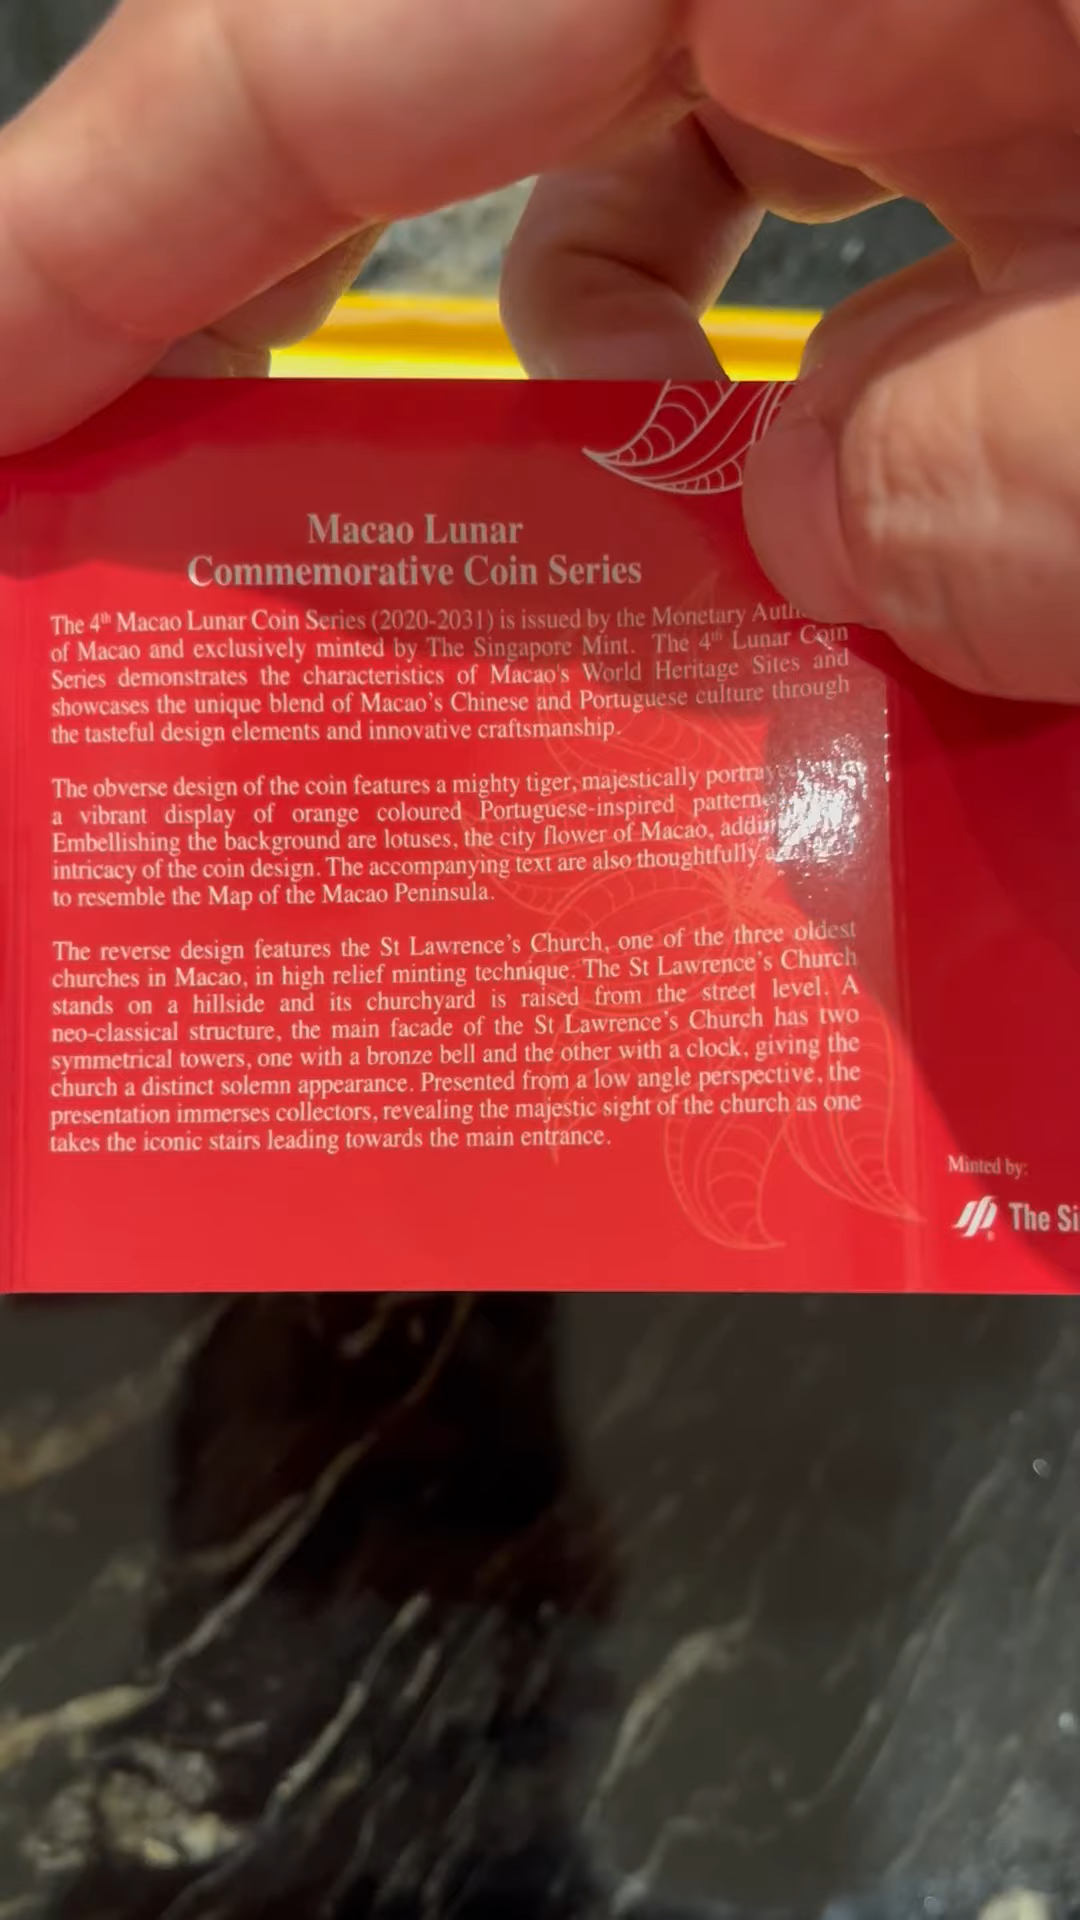 Macao Lunar
Commemorative Coin Series
The 4th Macao Lunar Coin Series (2020-2031) is issued by the Monetary
of Macao and exclusively minted by The Singapore Mint. The 4th Lunar Coin
Series demonstrates the characteristics of Macao's World Heritage Sites and
showcases the unique blend of Macao's Chinese and Portuguese culture through
the tasteful design elements and innovative craftsmanship.
The obverse design of the coin features a mighty tiger, majestically
a vibrant display of orange coloured Portuguese-inspired
Embellishing the background are lotuses, the city flower of Macao,
intricacy of the coin design. The accompanying text are also thoughtfully
to resemble the Map of the Macao Peninsula.
The reverse design features the St Lawrence's Church, one of the three oldest
churches in Macao, in high relief minting technique. The St Lawrence's Church
stands on a hillside and its churchyard is raised from the street level. A
neo-classical structure, the main facade of the St Lawrence's Church has two
symmetrical towers, one with a bronze bell and the other with a clock, giving the
church a distinct solemn appearance. Presented from a low angle perspective, the
presentation immerses collectors, revealing the majestic sight of the church as one
takes the iconic stairs leading towards the main entrance.
Minted by:
The